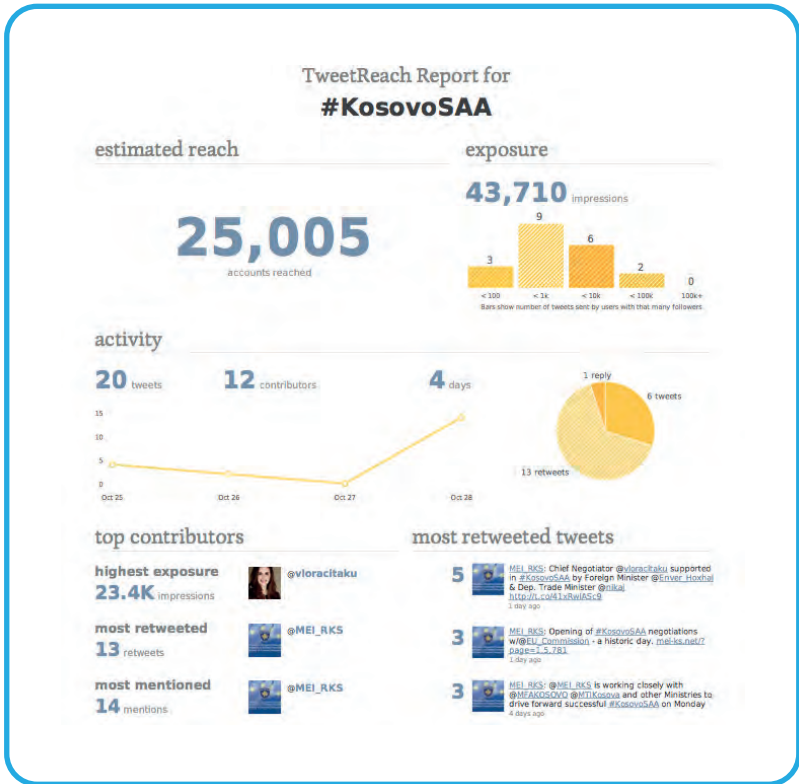 TweetReach Report for
#KosovoSAA
estimated reach
25,005
accounts reached
exposure
43,710 impressions
3
9
6
2
0
< 100
< 1k
< 10k
< 100k
100k+
Bars show number of tweets sent by users with that many followers
activity
20 tweets
12 contributors
4 days
15
10
5
0
Oct 25
Oct 26
Oct 27
Oct 28
1 reply
6 tweets
13 retweets
top contributors
highest exposure
23.4K impressions
@vloracitaku
most retweeted
13 retweets
@MEI_RKS
most mentioned
14 mentions
@MEI_RKS
most retweeted tweets
5
MEI_RKS: Chief Negotiator @vloracitaku supported
in #KosovoSAA by Foreign Minister @Enver_Hoxhaj
& Dep. Trade Minister @nikaj
1 day ago
3
MEI_RKS: Opening of #KosovoSAA negotiations
w/@EU_Commission - a historic day. mei-ks.net/?
page=1,5,781
1 day ago
3
MEI_RKS: @MEI_RKS is working closely with
@MFAKOSOVO @MTIKosova and other Ministries to
drive forward successful #KosovoSAA on Monday
4 days ago